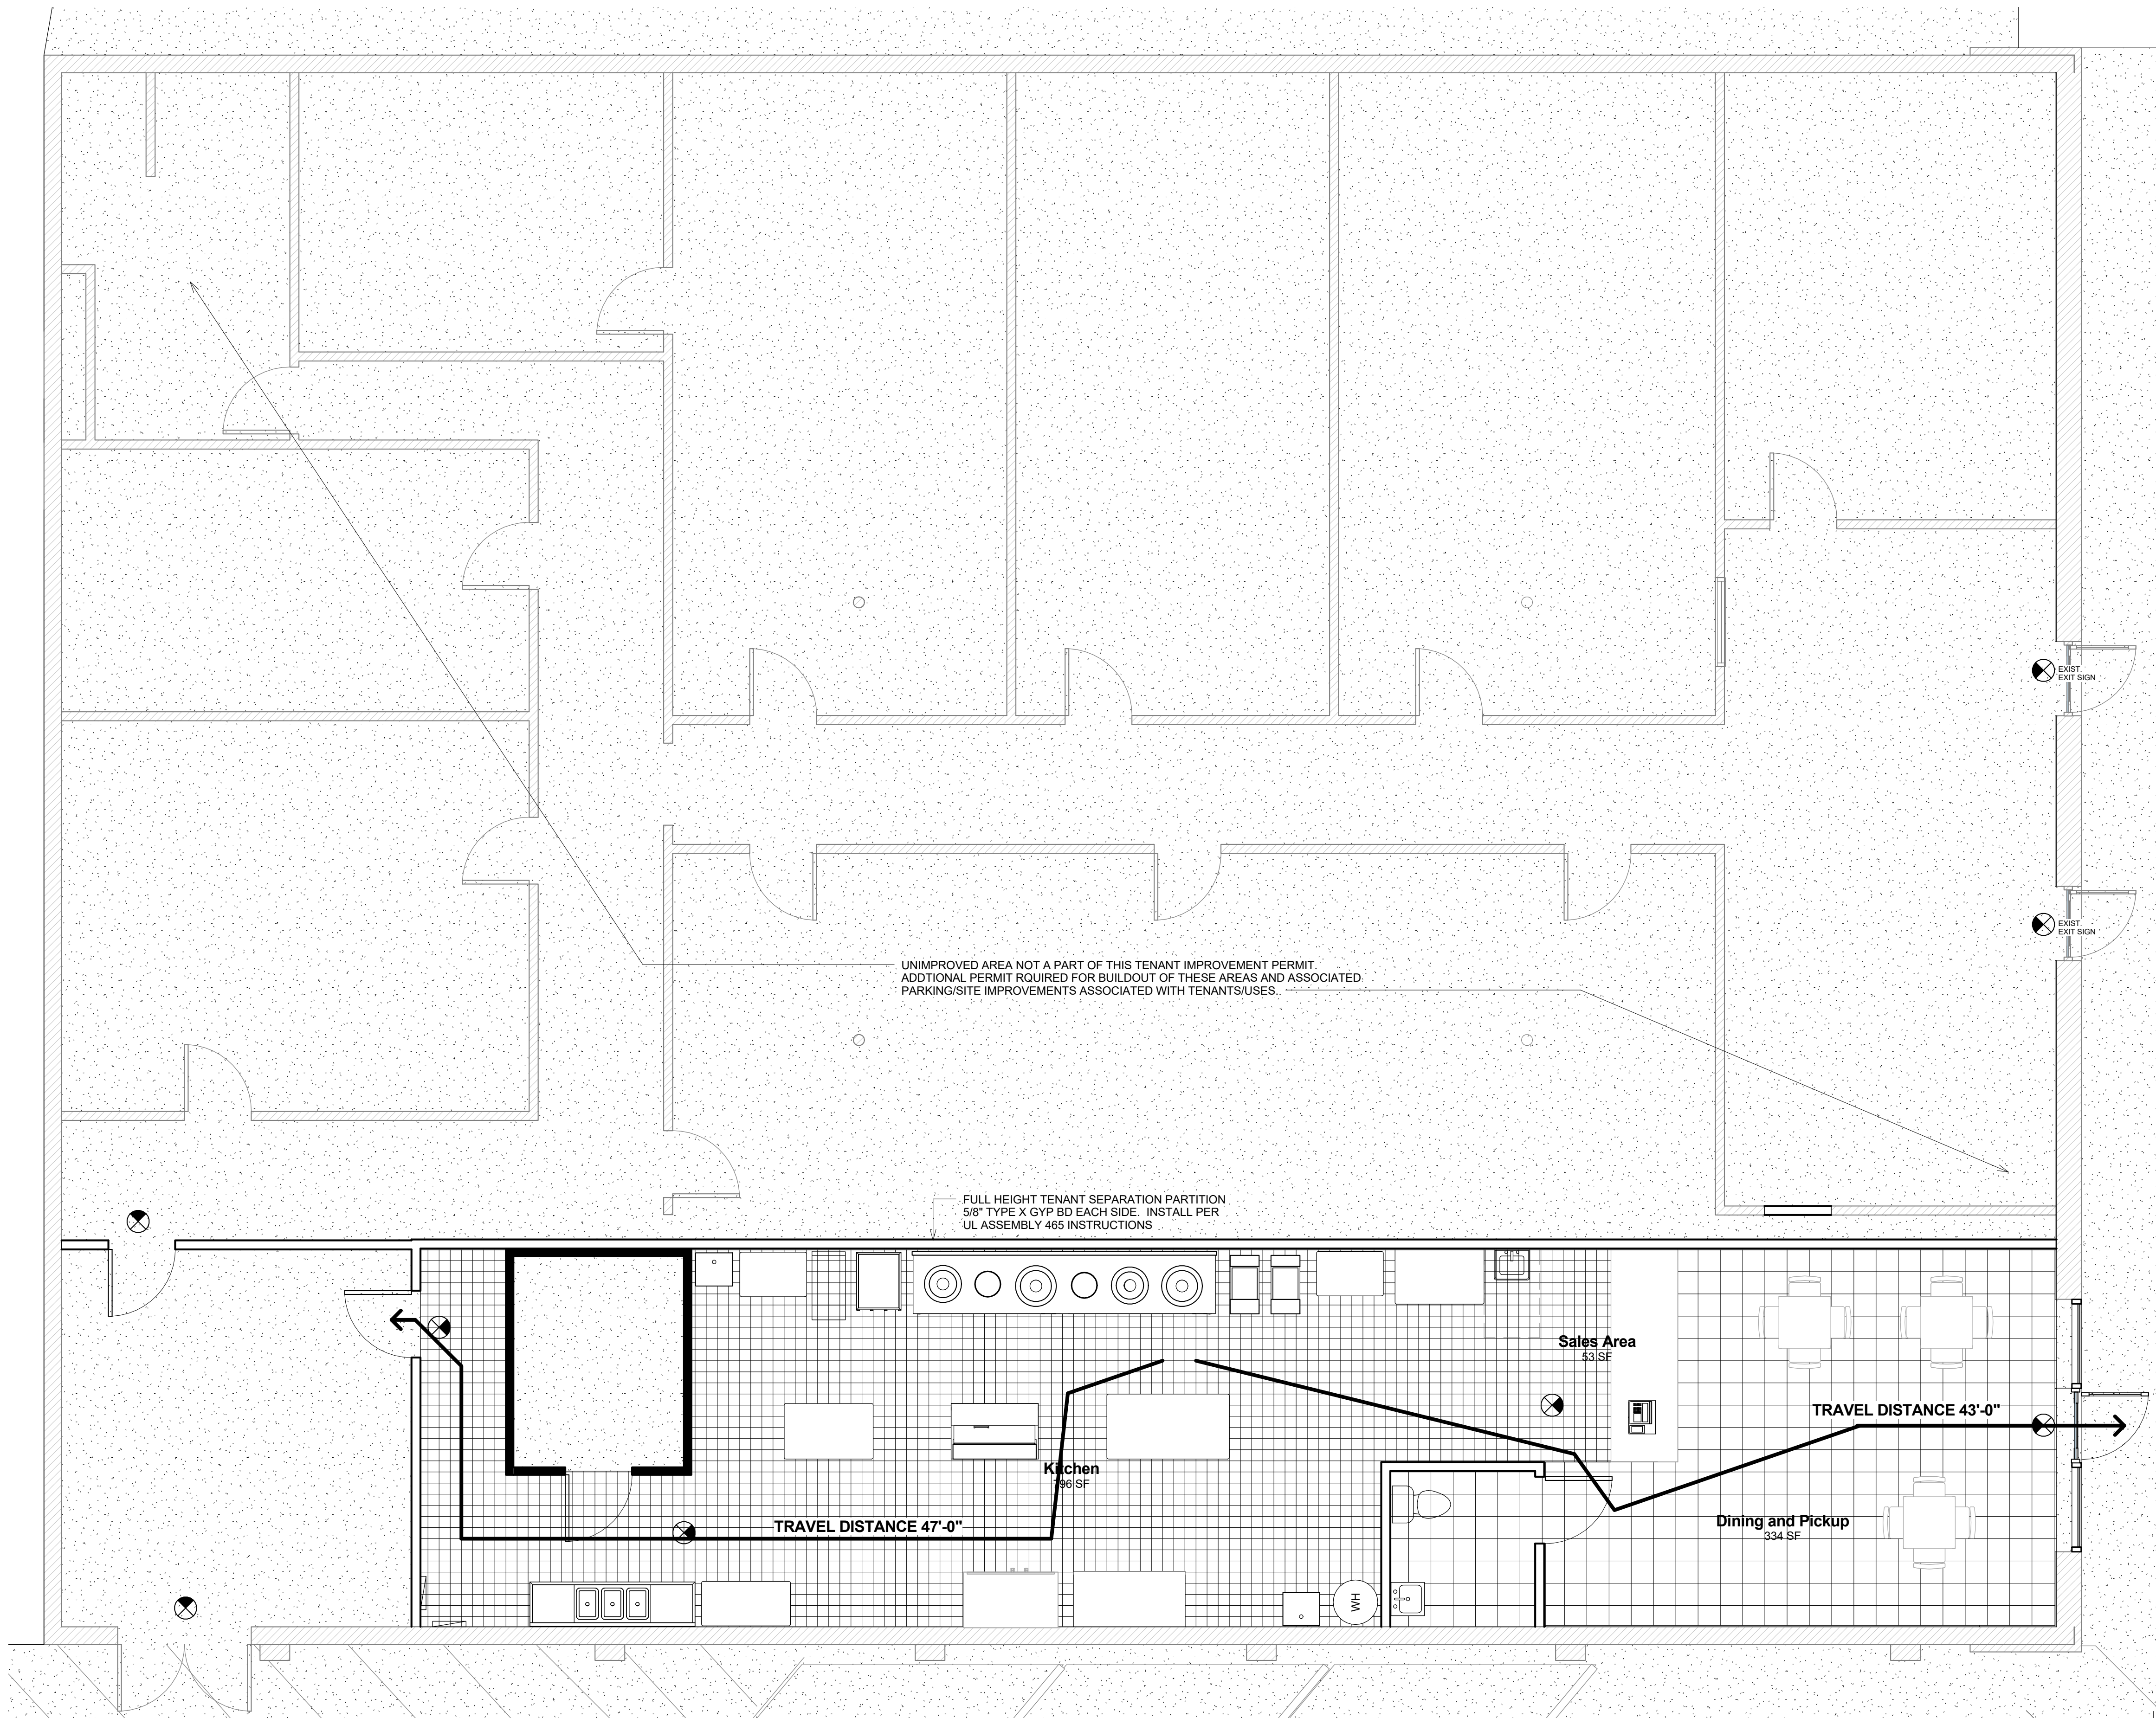 EXIST.
EXIT SIGN
EXIST.
EXIT SIGN
UNIMPROVED AREA NOT A PART OF THIS TENANT IMPROVEMENT PERMIT.
ADDTIONAL PERMIT RQUIRED FOR BUILDOUT OF THESE AREAS AND ASSOCIATED
PARKING/SITE IMPROVEMENTS ASSOCIATED WITH TENANTS/USES.
FULL HEIGHT TENANT SEPARATION PARTITION
5/8" TYPE X GYP BD EACH SIDE. INSTALL PER
UL ASSEMBLY 465 INSTRUCTIONS
Sales Area
53 SF
TRAVEL DISTANCE 43'-0"
Kitchen
796 SF
TRAVEL DISTANCE 47'-0"
Dining and Pickup
334 SF
WH